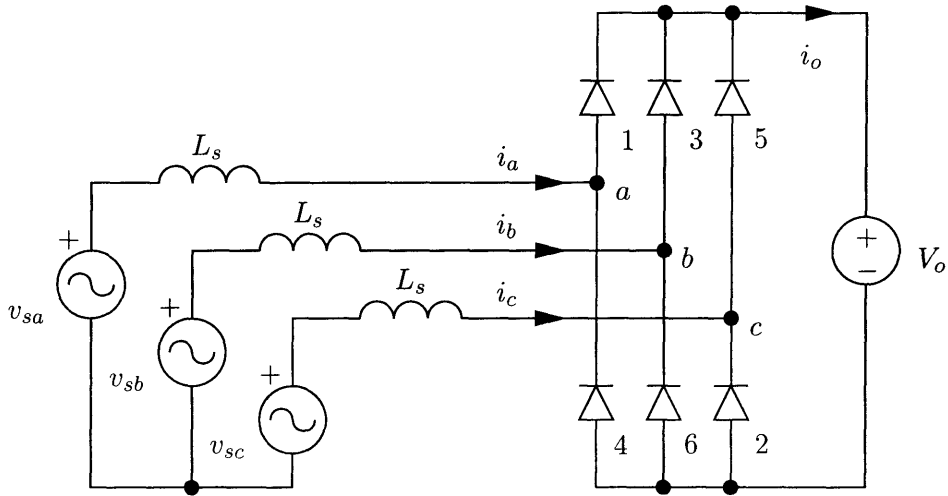 i_o
1
3
5
L_s
i_a
a
+
L_s
i_b
b
+
−
V_o
v_sa
+
L_s
i_c
c
v_sb
+
v_sc
4
6
2